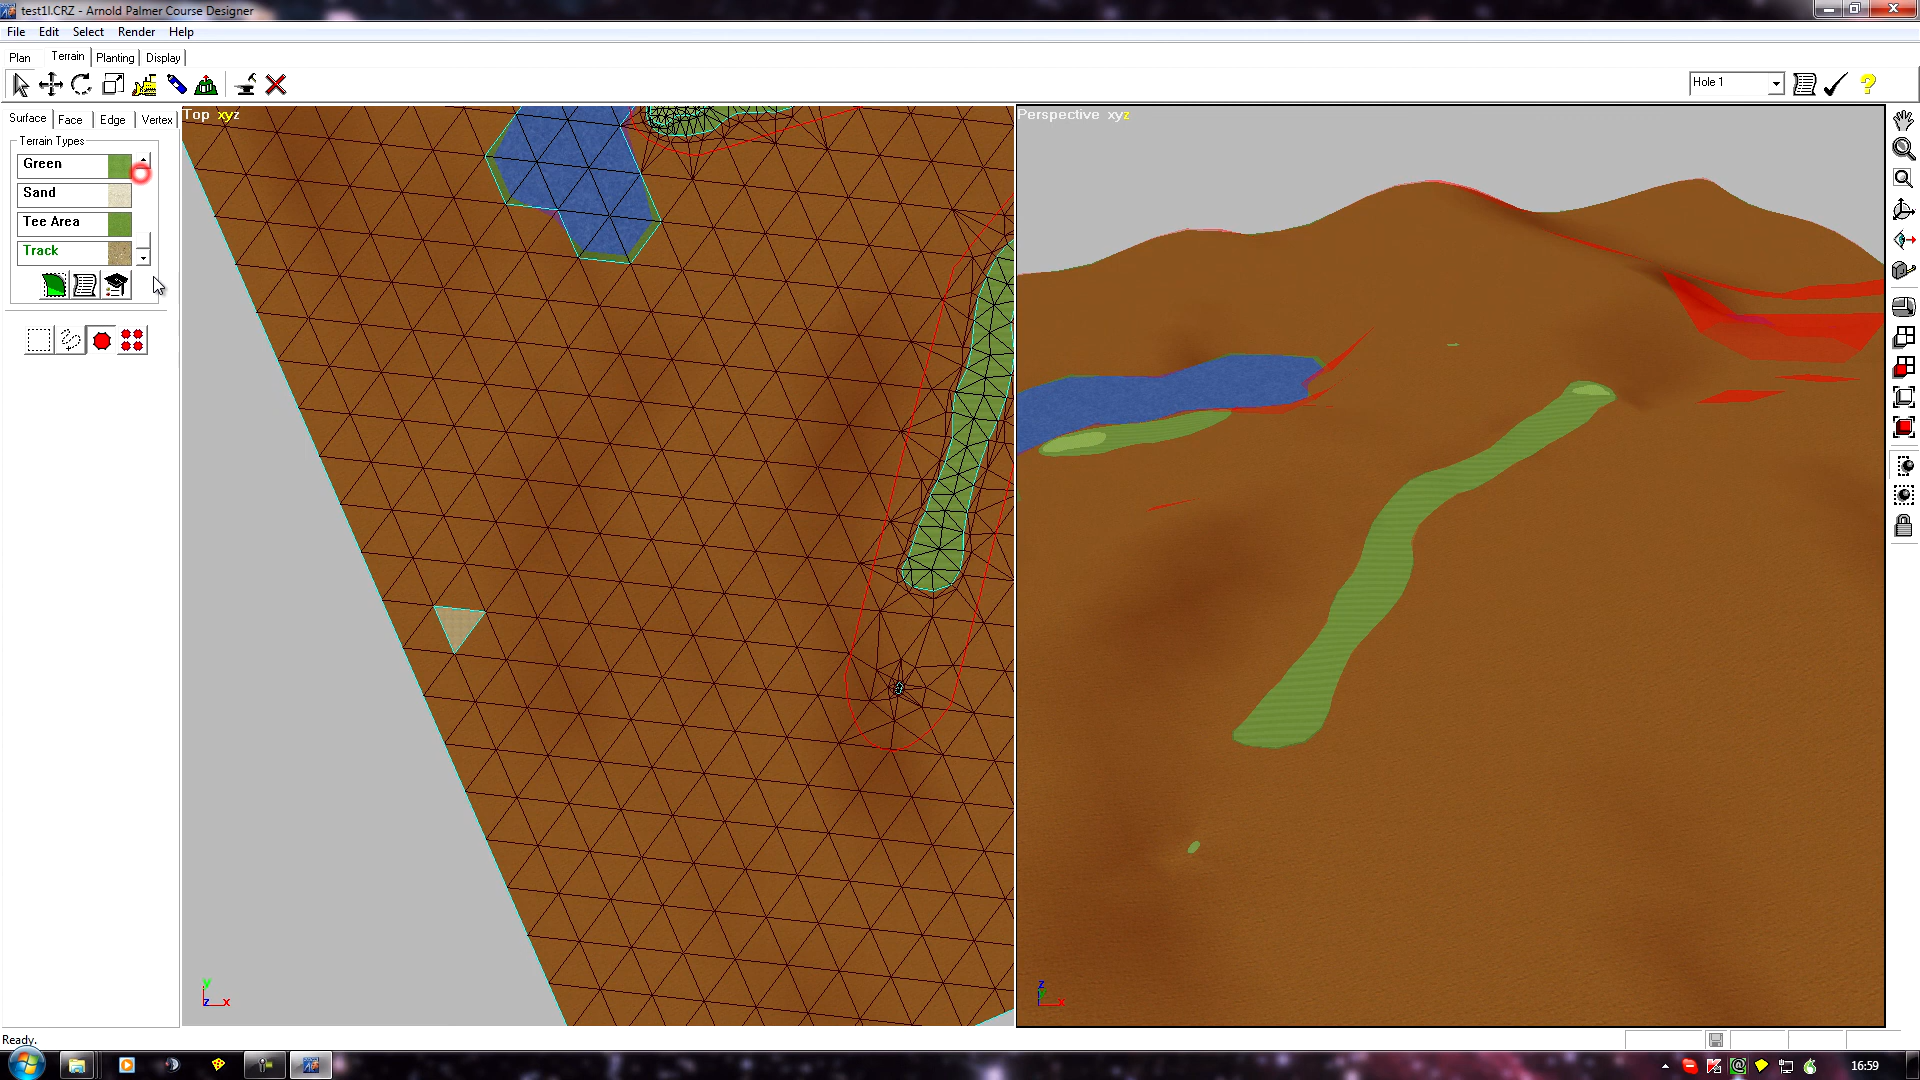 test1l.CRZ - Arnold Palmer Course Designer
File Edit Select Render Help
Plan Terrain Planting Display
Hole 1
Surface Face Edge Vertex
Terrain Types
Green
Sand
Tee Area
Track
Top xyz
Perspective xyz
y
z x
z
y
x
Ready.
16:59